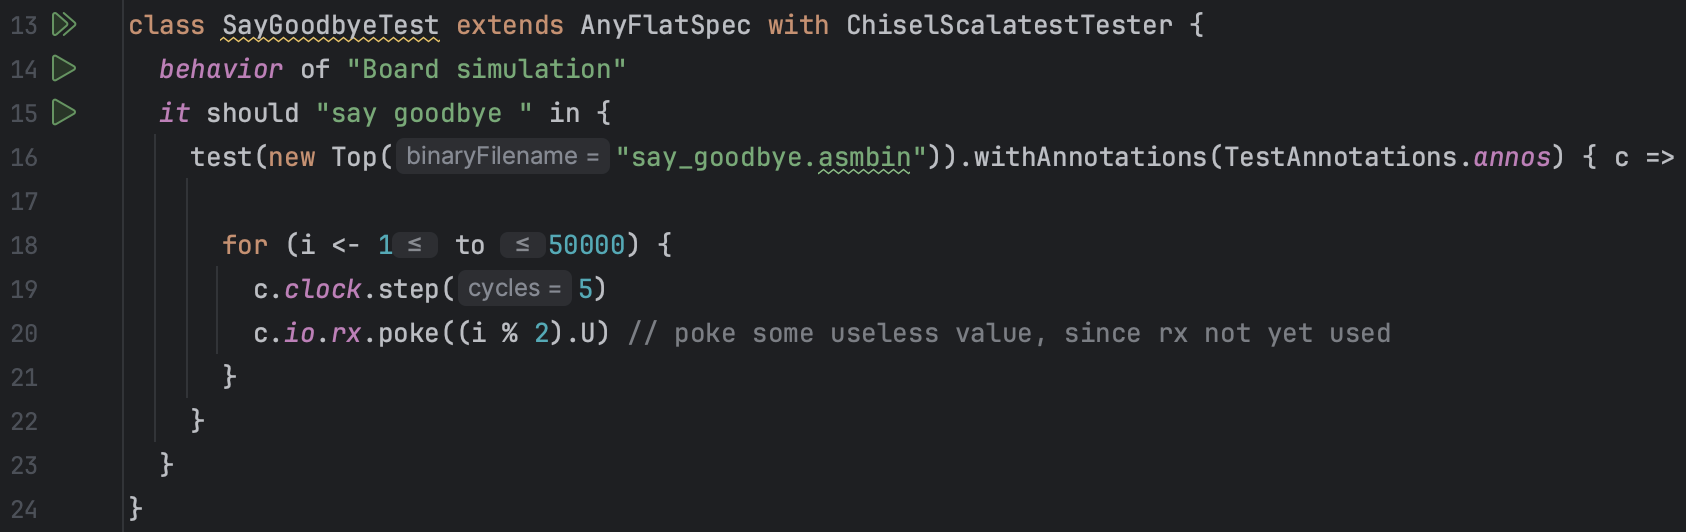 13 class SayGoodbyeTest extends AnyFlatSpec with ChiselScalatestTester {
14 behavior of "Board simulation"
15 it should "say goodbye " in {
16 test(new Top( binaryFilename = "say_goodbye.asmbin")).withAnnotations(TestAnnotations.annos) { c =>
17
18 for (i <- 1 ≤ to ≤ 50000) {
19 c.clock.step( cycles = 5)
20 c.io.rx.poke((i % 2).U) // poke some useless value, since rx not yet used
21 }
22 }
23 }
24 }